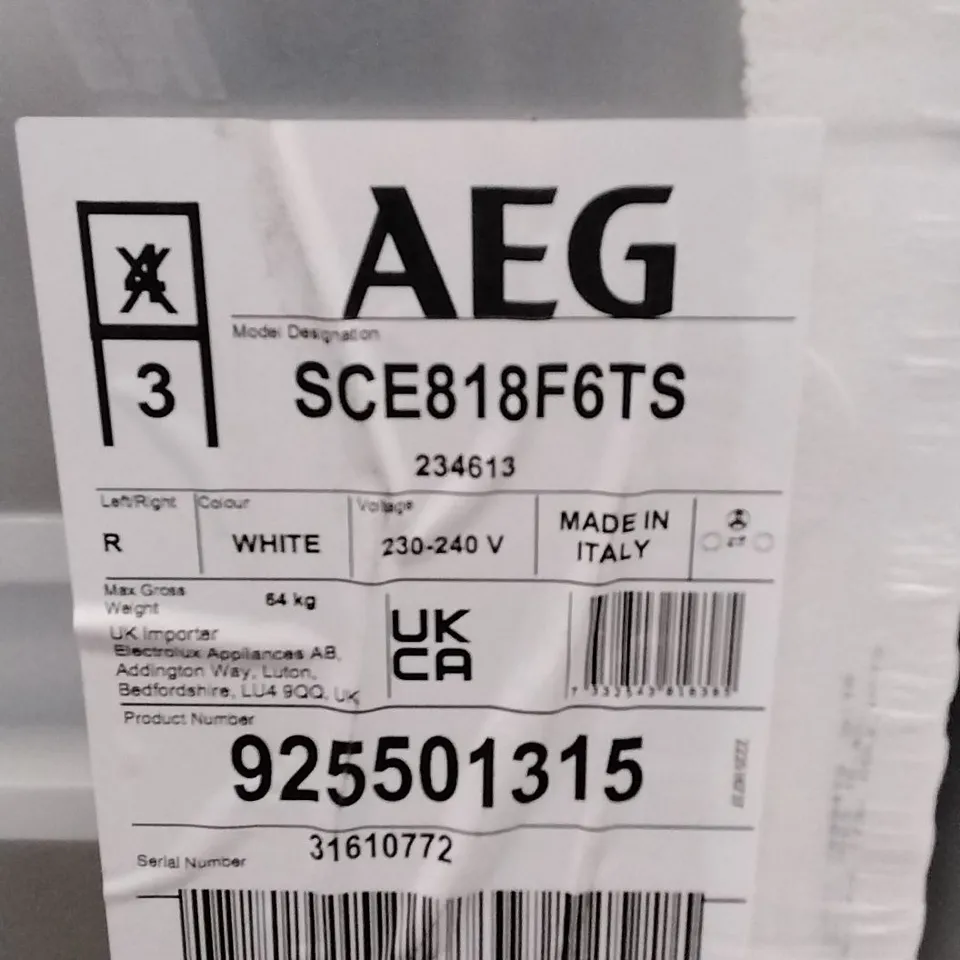 AEG
4
3
Model Designation
SCE818F6TS
234613
Left/Right
R
Colour
WHITE
Voltage
230-240 V
MADE IN
ITALY
Max Gross
Weight
64 kg
UK Importer
Electrolux Appliances AB,
Addington Way, Luton,
Bedfordshire, LU4 9QQ, UK
UK
CA
Product Number
925501315
31610772
Serial Number